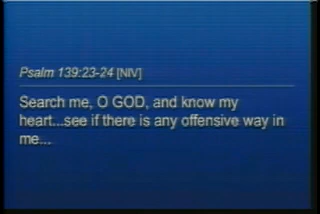 Psalm 139:23-24 [NIV]
Search me, O GOD, and know my
heart...see if there is any offensive way in
me...